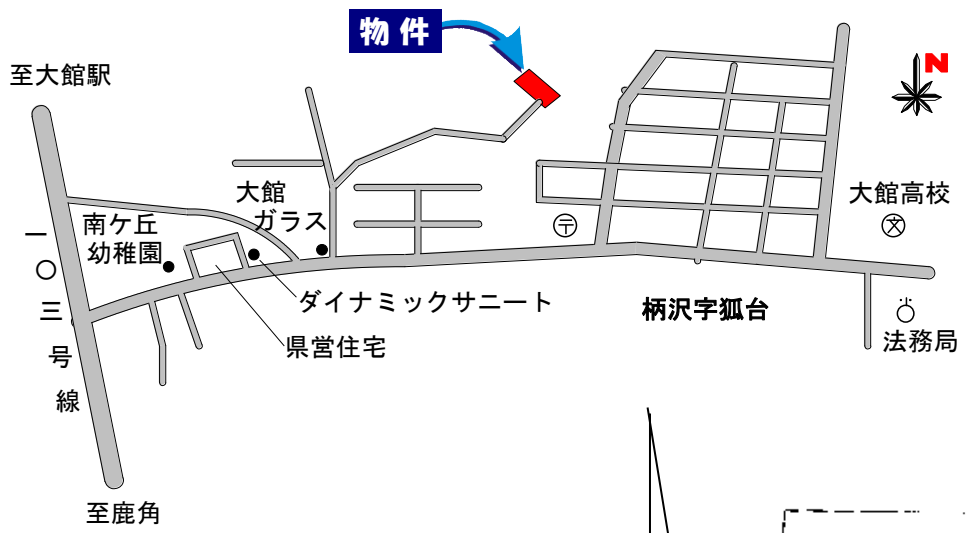 物件
N
至大館駅
大館
ガラス
大館高校
南ケ丘
幼稚園
一〇三号線
〒
文
ダイナミックサニート
柄沢字狐台
県営住宅
法務局
至鹿角